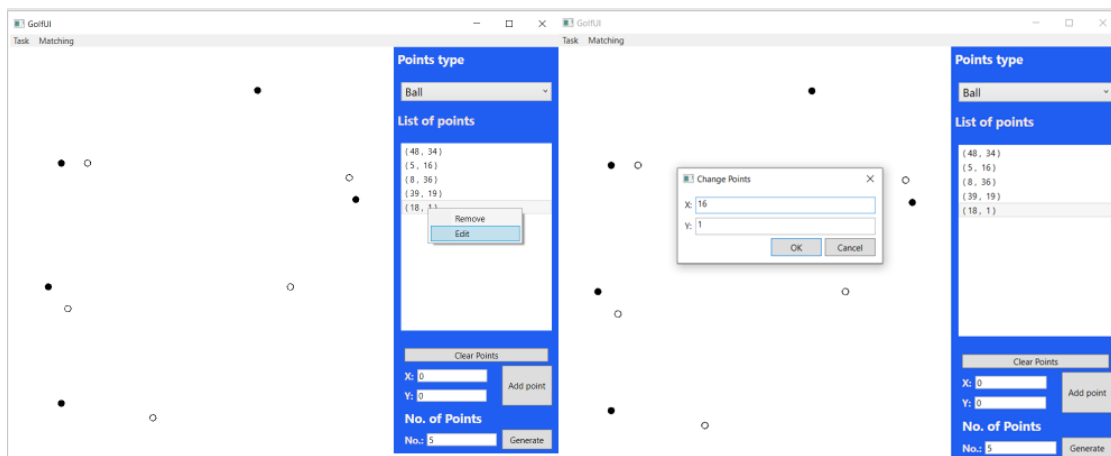 GolfUI
Task Matching
Points type
Ball
List of points
(48, 34)
(5, 16)
(8, 36)
(39, 19)
(18, 1)
Remove
Edit
Clear Points
X: 0
Y: 0
Add point
No. of Points
No.: 5
Generate
GolfUI
Task Matching
Points type
Ball
List of points
(48, 34)
(5, 16)
(8, 36)
(39, 19)
(18, 1)
Change Points
X: 16
Y: 1
OK
Cancel
Clear Points
X: 0
Y: 0
Add point
No. of Points
No.: 5
Generate